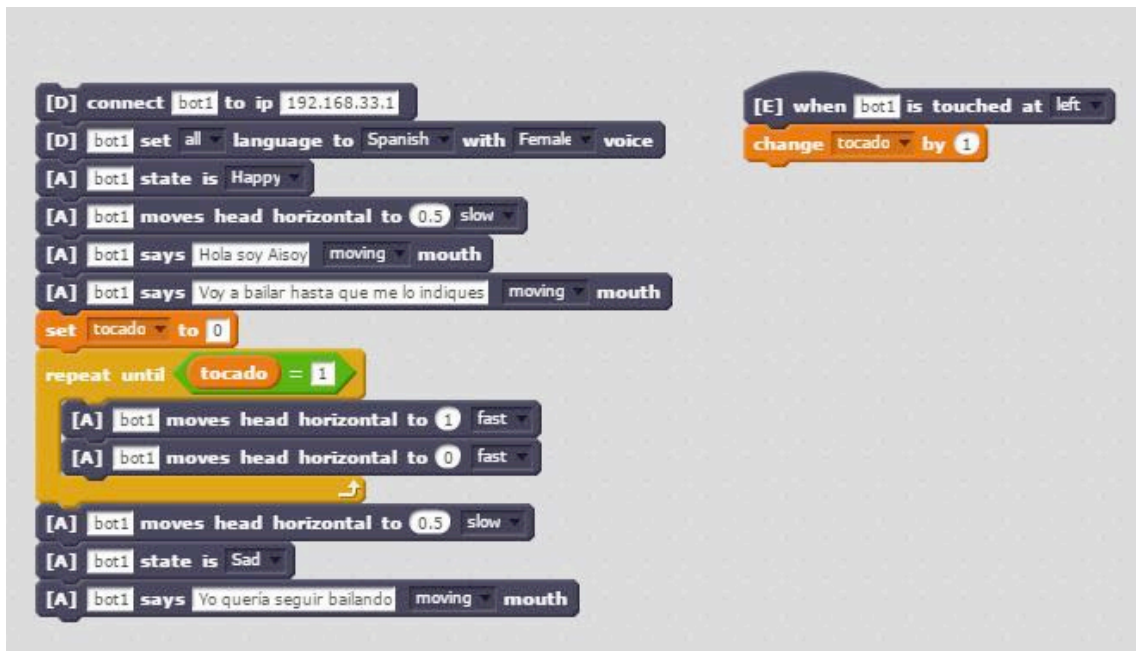 [D] connect bot1 to ip 192.168.33.1
[D] bot1 set all language to Spanish with Female voice
[A] bot1 state is Happy
[A] bot1 moves head horizontal to 0.5 slow
[A] bot1 says Hola soy Aisoy moving mouth
[A] bot1 says Voy a bailar hasta que me lo indiques moving mouth
set tocado to 0
repeat until tocado = 1
[A] bot1 moves head horizontal to 1 fast
[A] bot1 moves head horizontal to 0 fast
[A] bot1 moves head horizontal to 0.5 slow
[A] bot1 state is Sad
[A] bot1 says Yo quería seguir bailando moving mouth
[E] when bot1 is touched at left
change tocado by 1